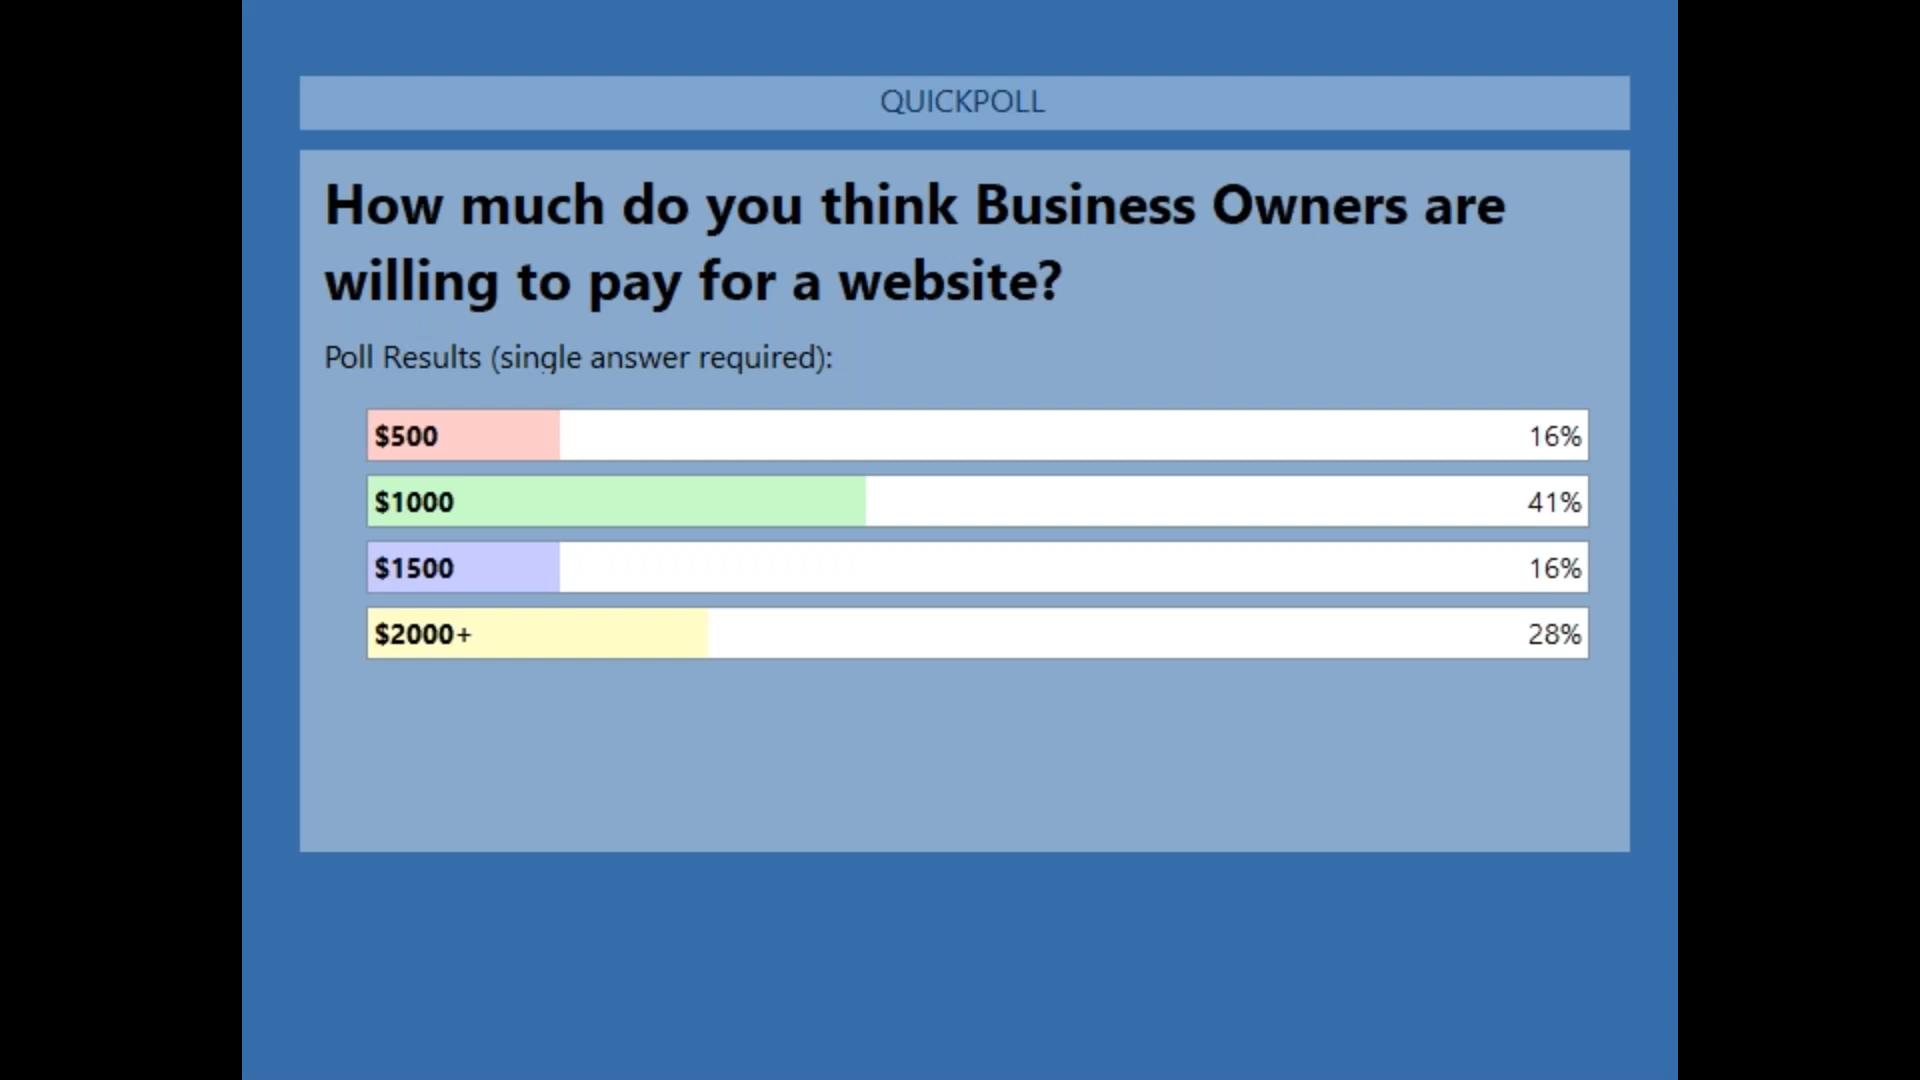 QUICKPOLL
How much do you think Business Owners are
willing to pay for a website?
Poll Results (single answer required):
$500 16%
$1000 41%
$1500 16%
$2000+ 28%